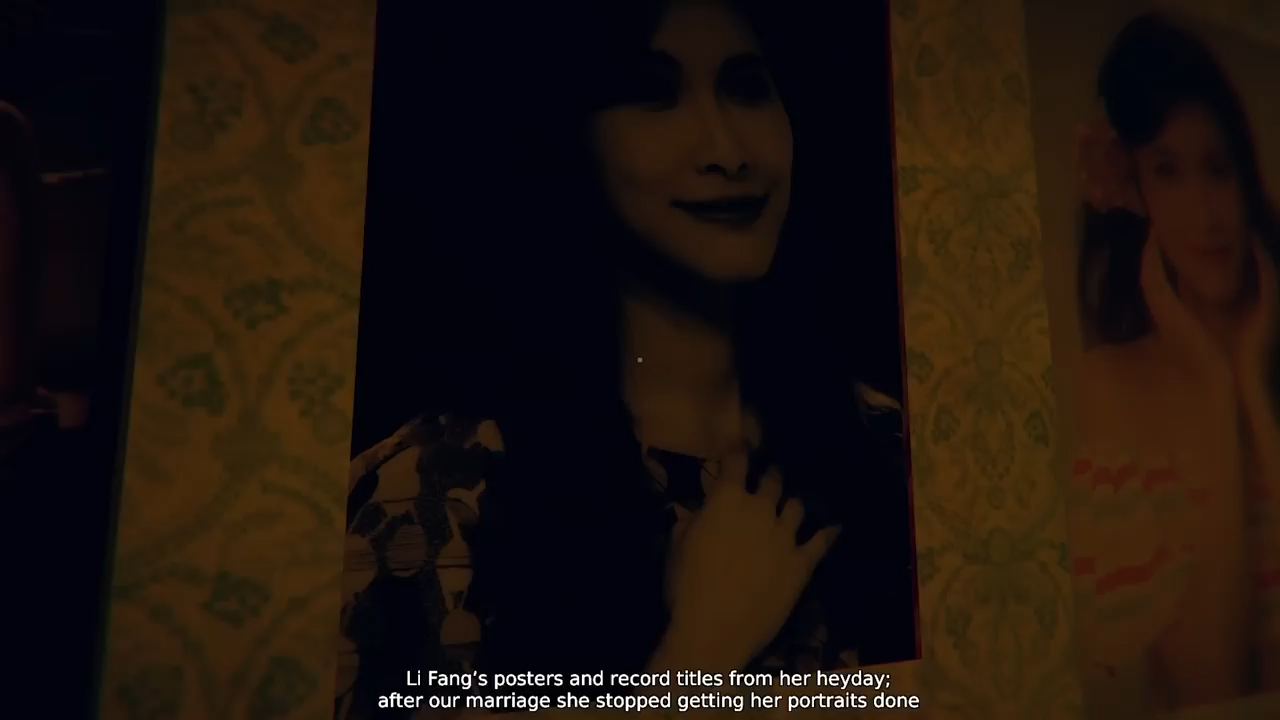 Li Fang's posters and record titles from her heyday;
after our marriage she stopped getting her portraits done